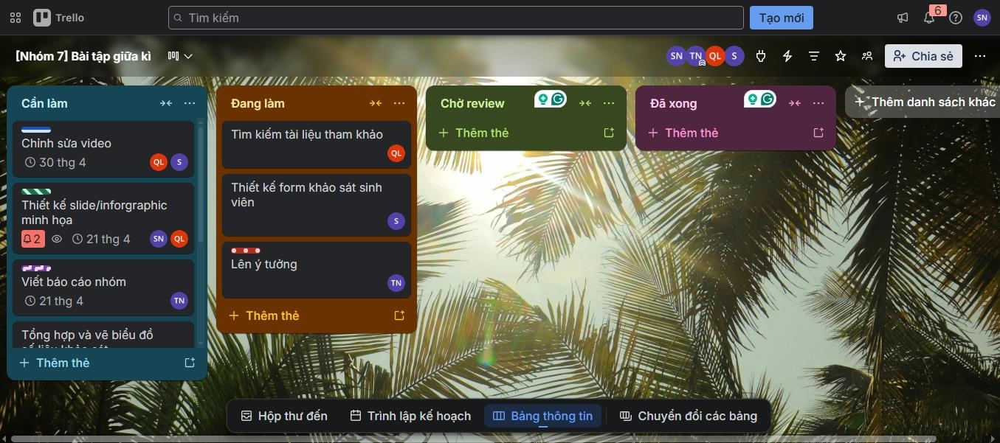 Trello
Tìm kiếm
Tạo mới
6
SN
[Nhóm 7] Bài tập giữa kì
SN
TN
QL
S
Chia sẻ
Cần làm
Chỉnh sửa video
30 thg 4
QL
S
Thiết kế slide/inforgraphic
minh họa
2
21 thg 4
SN
QL
Viết báo cáo nhóm
21 thg 4
TN
Tổng hợp và vẽ biểu đồ
số liệu khảo sát
Thêm thẻ
Đang làm
Tìm kiếm tài liệu tham khảo
QL
Thiết kế form khảo sát sinh
viên
S
Lên ý tưởng
TN
Thêm thẻ
Chờ review
Thêm thẻ
Đã xong
Thêm thẻ
Thêm danh sách khác
Hộp thư đến
Trình lập kế hoạch
Bảng thông tin
Chuyển đổi các bảng